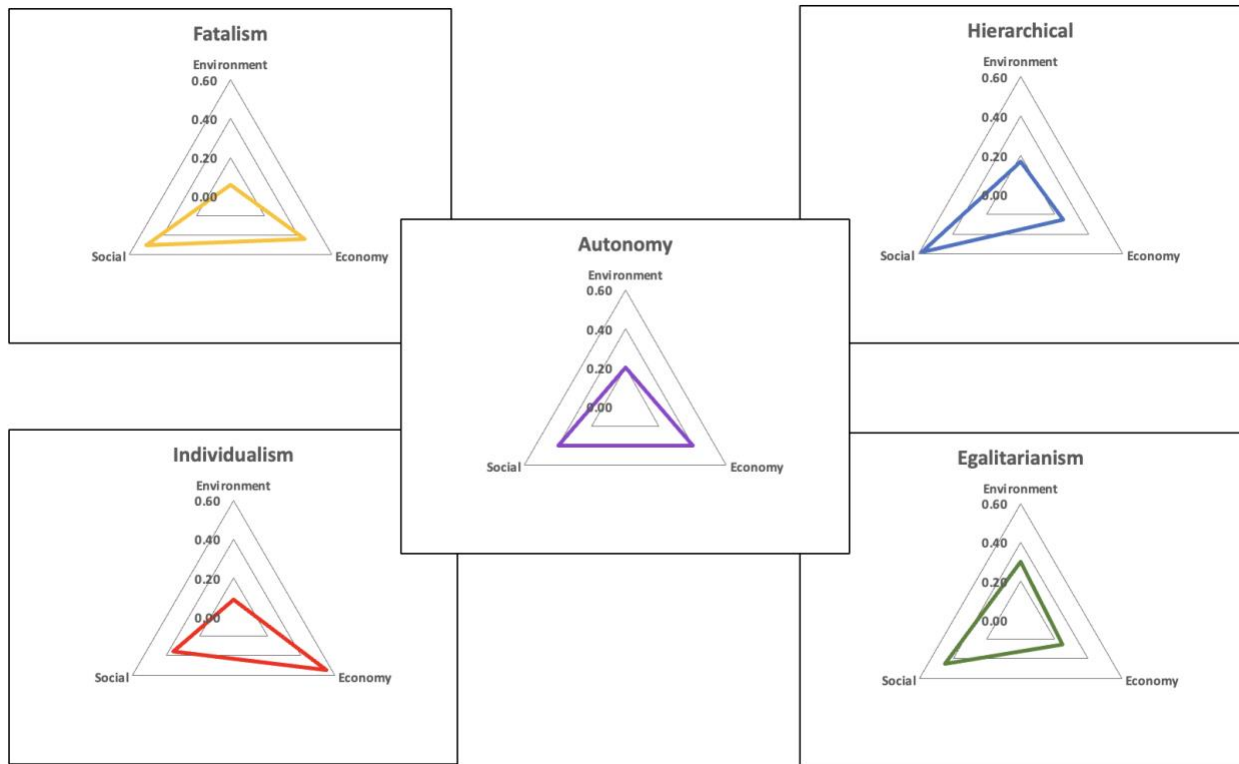 Fatalism
Environment
0.60
0.40
0.20
0.00
Social
Economy
Hierarchical
Environment
0.60
0.40
0.20
0.00
Social
Economy
Autonomy
Environment
0.60
0.40
0.20
0.00
Social
Economy
Individualism
Environment
0.60
0.40
0.20
0.00
Social
Economy
Egalitarianism
Environment
0.60
0.40
0.20
0.00
Social
Economy